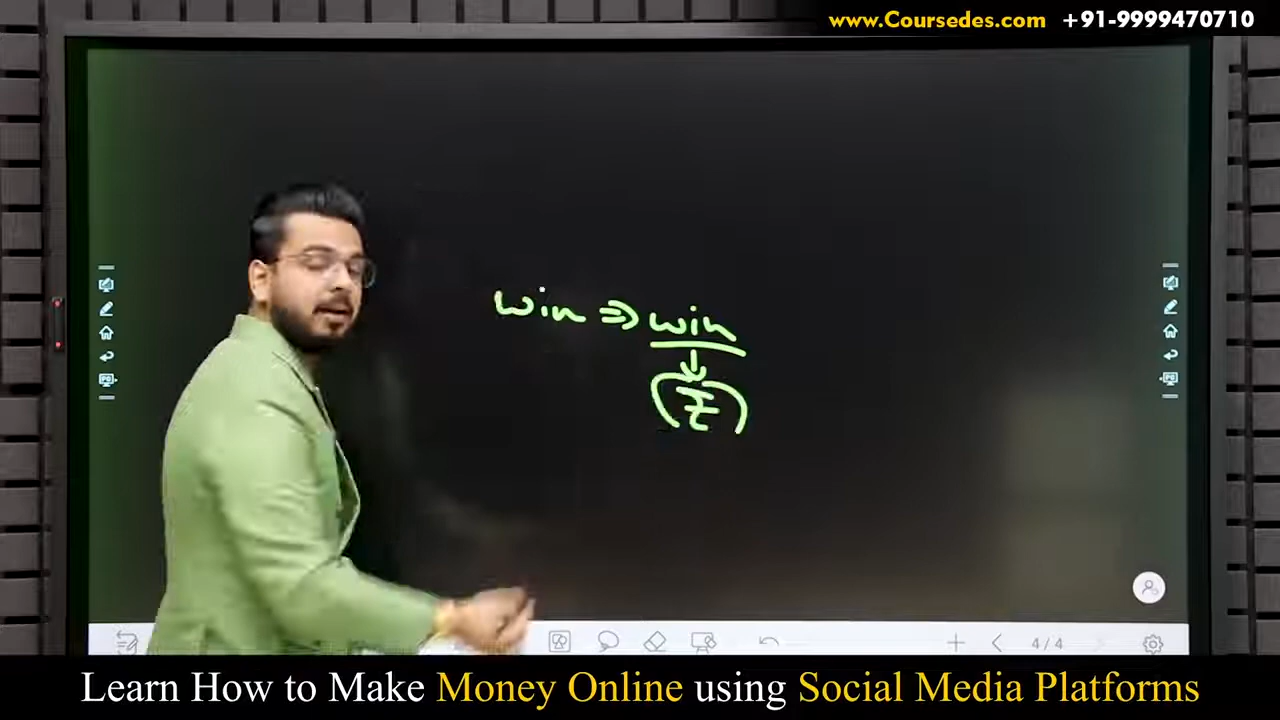 www.Coursedes.com +91-9999470710
win ⇒ win
↓
4/4
Learn How to Make Money Online using Social Media Platforms